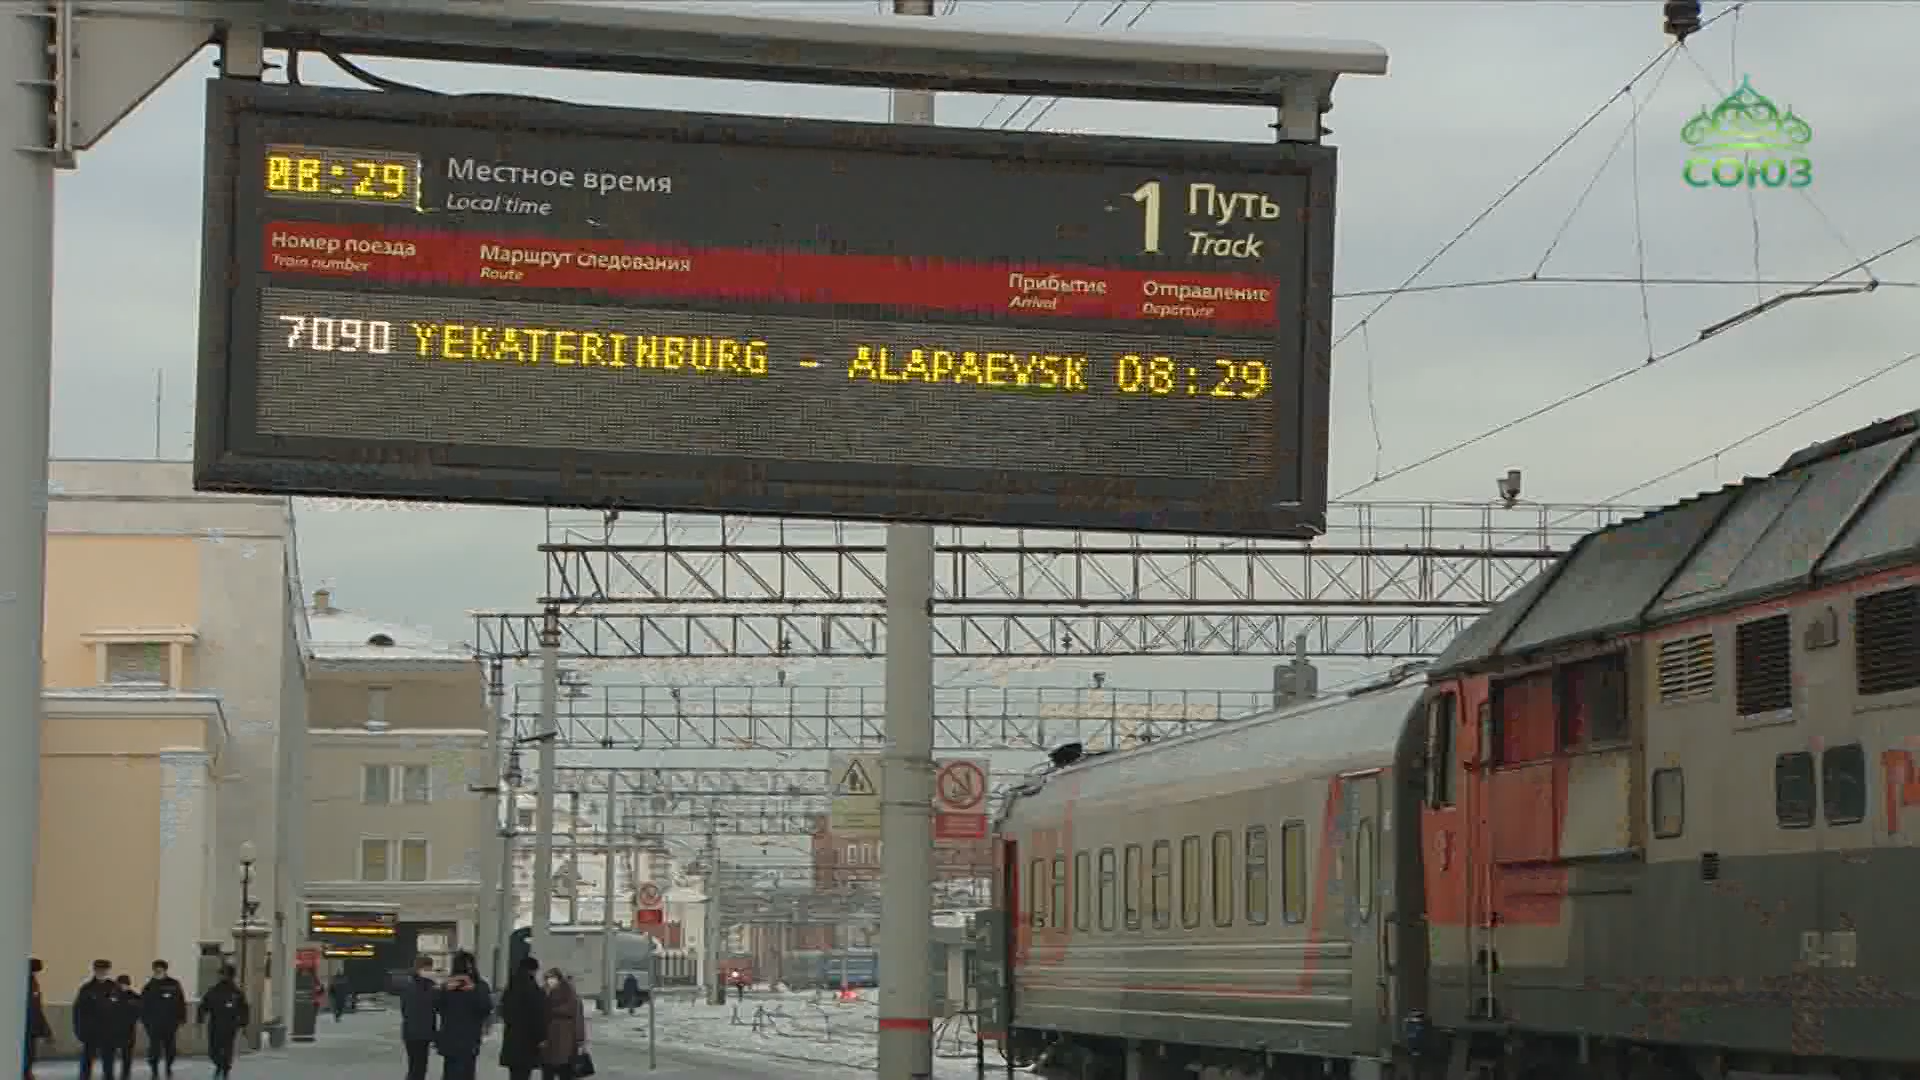 08:29
Местное время
Local time
1 Путь
Track
Номер поезда
Train number
Маршрут следования
Route
Прибытие
Arrival
Отправление
Departure
7090 YEKATERINBURG - ALAPAEVSK 08:29
СОЮЗ